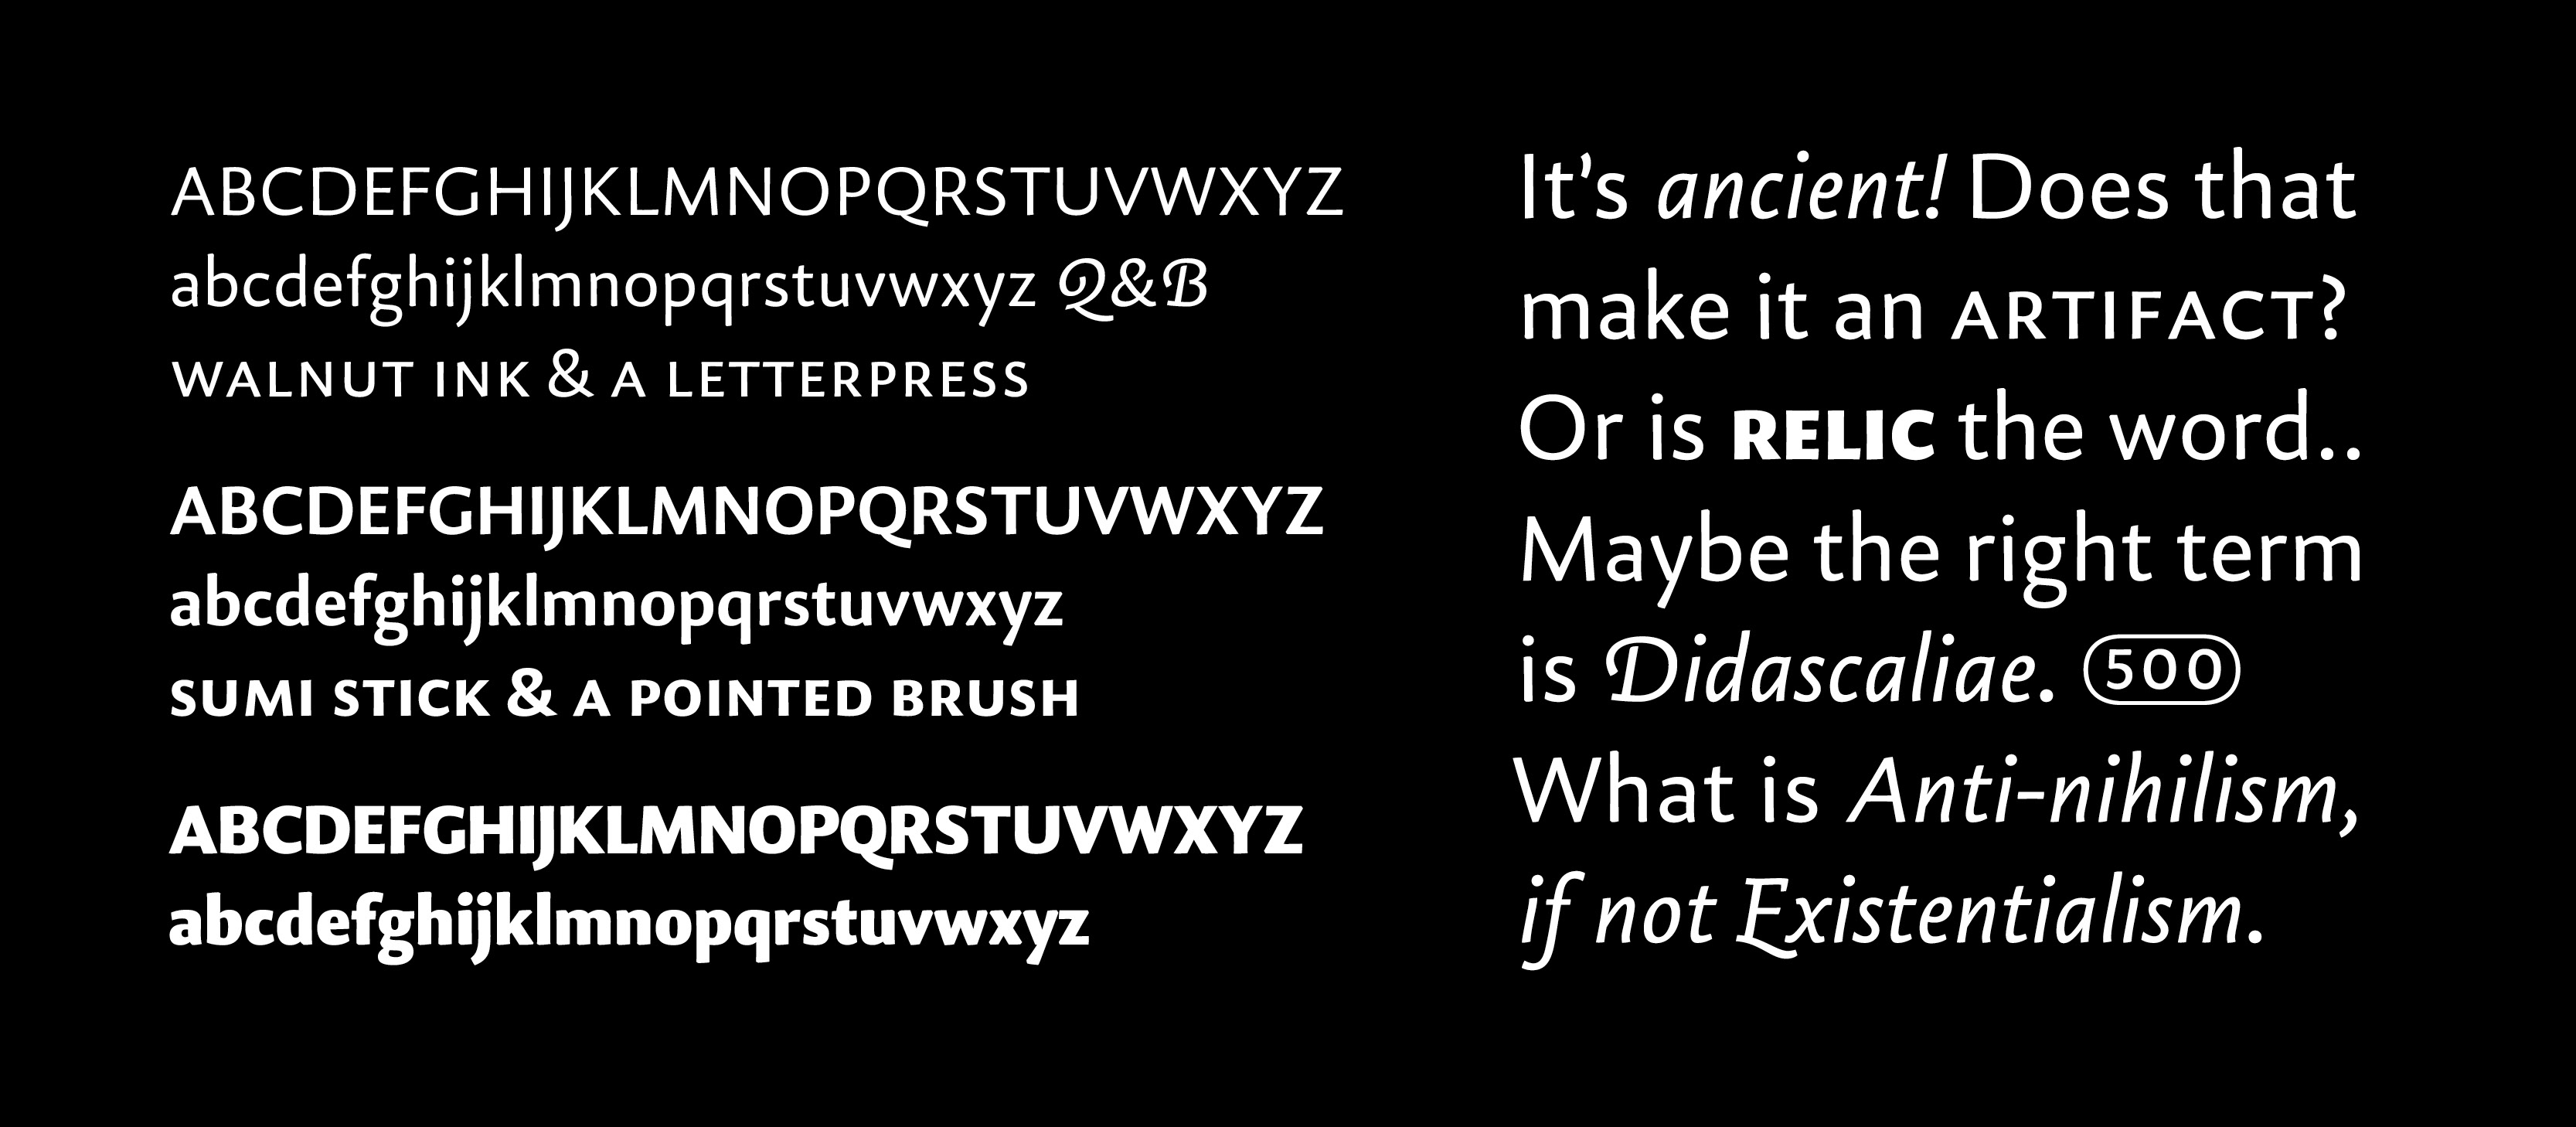 ABCDEFGHIJKLMNOPQRSTUVWXYZ
abcdefghijklmnopqrstuvwxyz Q&B
WALNUT INK & A LETTERPRESS
ABCDEFGHIJKLMNOPQRSTUVWXYZ
abcdefghijklmnopqrstuvwxyz
SUMI STICK & A POINTED BRUSH
ABCDEFGHIJKLMNOPQRSTUVWXYZ
abcdefghijklmnopqrstuvwxyz
It’s ancient! Does that
make it an ARTIFACT?
Or is RELIC the word..
Maybe the right term
is Didascaliae. 500
What is Anti-nihilism,
if not Existentialism.